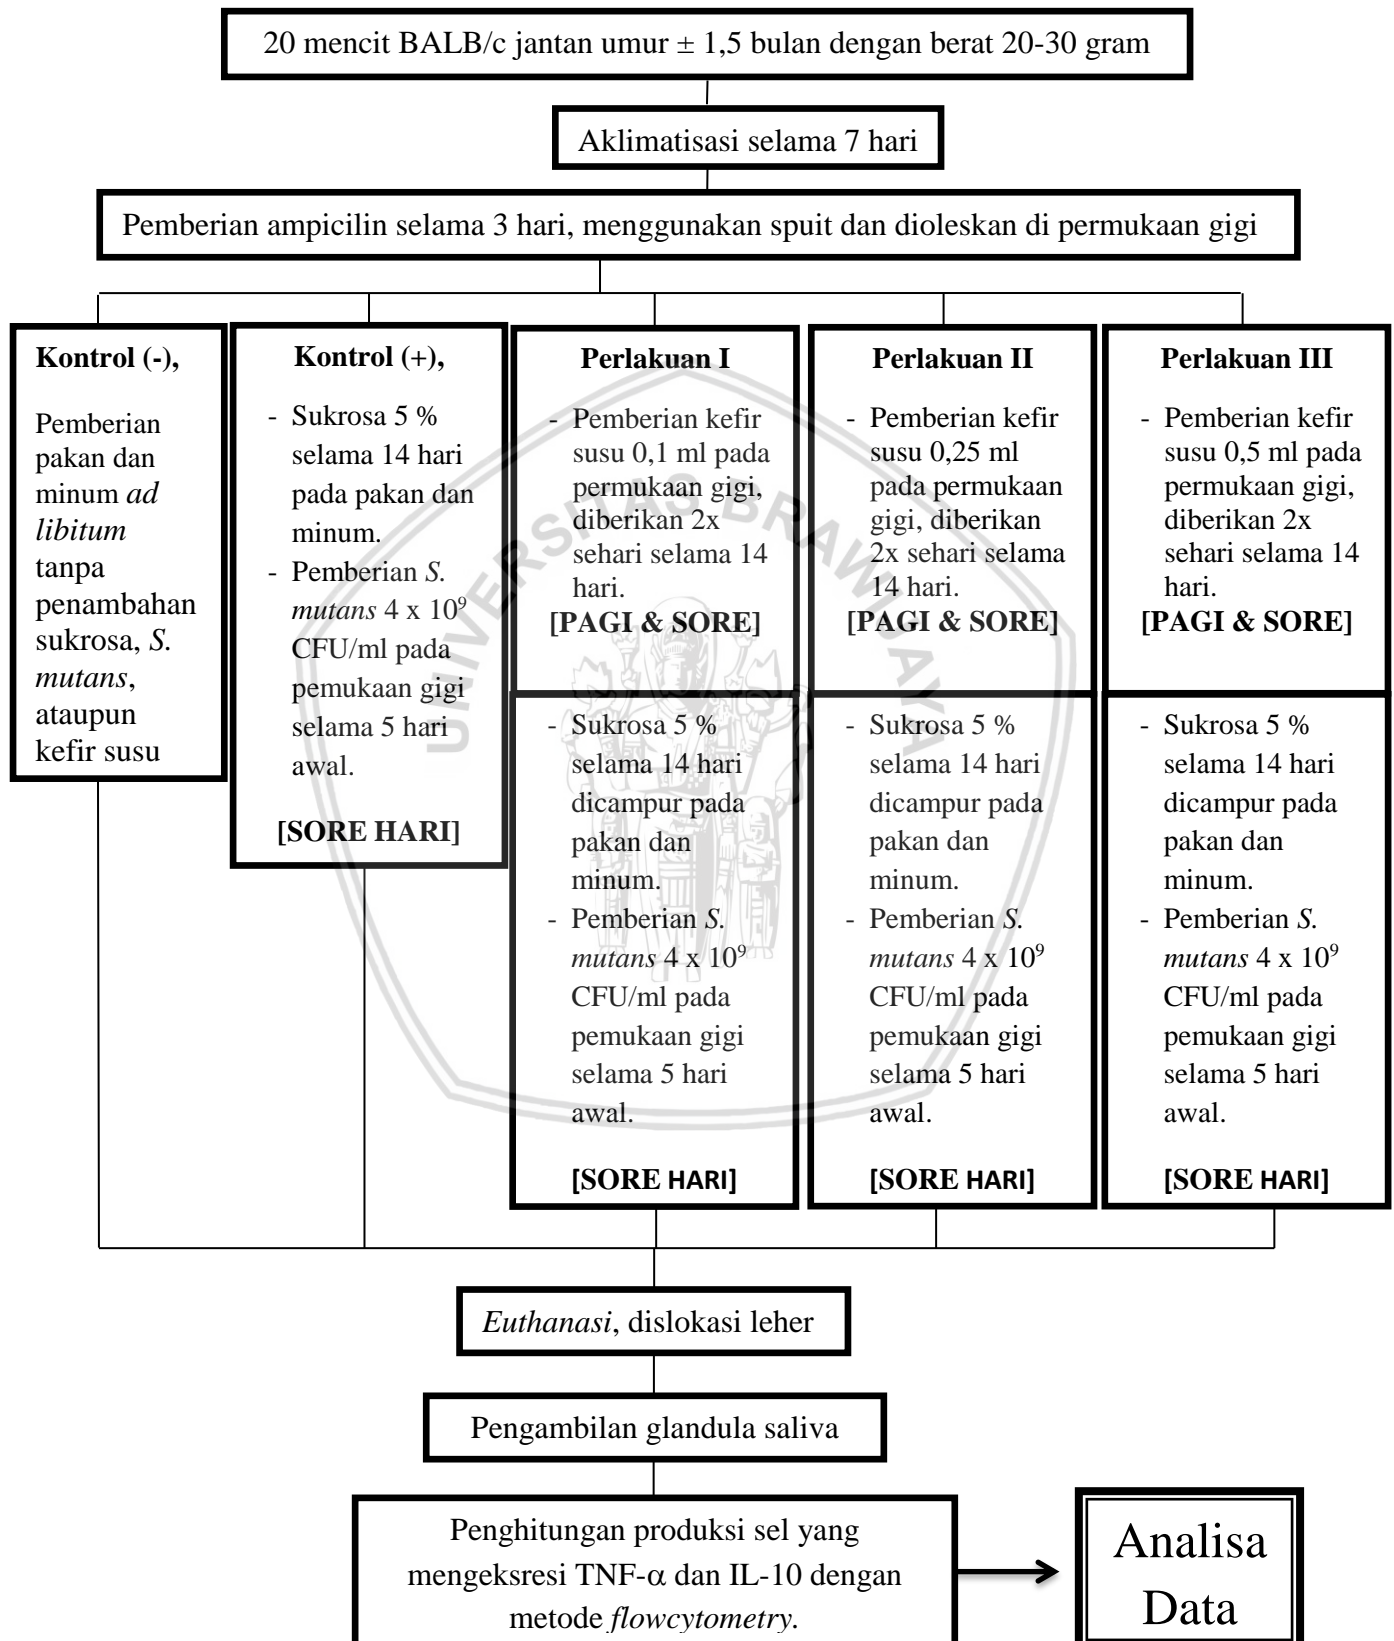 20 mencit BALB/c jantan umur ± 1,5 bulan dengan berat 20-30 gram
Aklimatisasi selama 7 hari
Pemberian ampicilin selama 3 hari, menggunakan spuit dan dioleskan di permukaan gigi
Kontrol (-),
Pemberian
pakan dan
minum ad
libitum
tanpa
penambahan
sukrosa, S.
mutans,
ataupun
kefir susu
Kontrol (+),
- Sukrosa 5 %
selama 14 hari
pada pakan dan
minum.
- Pemberian S.
mutans 4 x 10⁹
CFU/ml pada
pemukaan gigi
selama 5 hari
awal.
[SORE HARI]
Perlakuan I
- Pemberian kefir
susu 0,1 ml pada
permukaan gigi,
diberikan 2x
sehari selama 14
hari.
[PAGI & SORE]
- Sukrosa 5 %
selama 14 hari
dicampur pada
pakan dan
minum.
- Pemberian S.
mutans 4 x 10⁹
CFU/ml pada
pemukaan gigi
selama 5 hari
awal.
[SORE HARI]
Perlakuan II
- Pemberian kefir
susu 0,25 ml
pada permukaan
gigi, diberikan
2x sehari selama
14 hari.
[PAGI & SORE]
- Sukrosa 5 %
selama 14 hari
dicampur pada
pakan dan
minum.
- Pemberian S.
mutans 4 x 10⁹
CFU/ml pada
pemukaan gigi
selama 5 hari
awal.
[SORE HARI]
Perlakuan III
- Pemberian kefir
susu 0,5 ml pada
permukaan gigi,
diberikan 2x
sehari selama 14
hari.
[PAGI & SORE]
- Sukrosa 5 %
selama 14 hari
dicampur pada
pakan dan
minum.
- Pemberian S.
mutans 4 x 10⁹
CFU/ml pada
pemukaan gigi
selama 5 hari
awal.
[SORE HARI]
UNIVERSITAS BRAWIJAYA
Euthanasi, dislokasi leher
Pengambilan glandula saliva
Penghitungan produksi sel yang
mengeksresi TNF-α dan IL-10 dengan
metode flowcytometry.
Analisa
Data